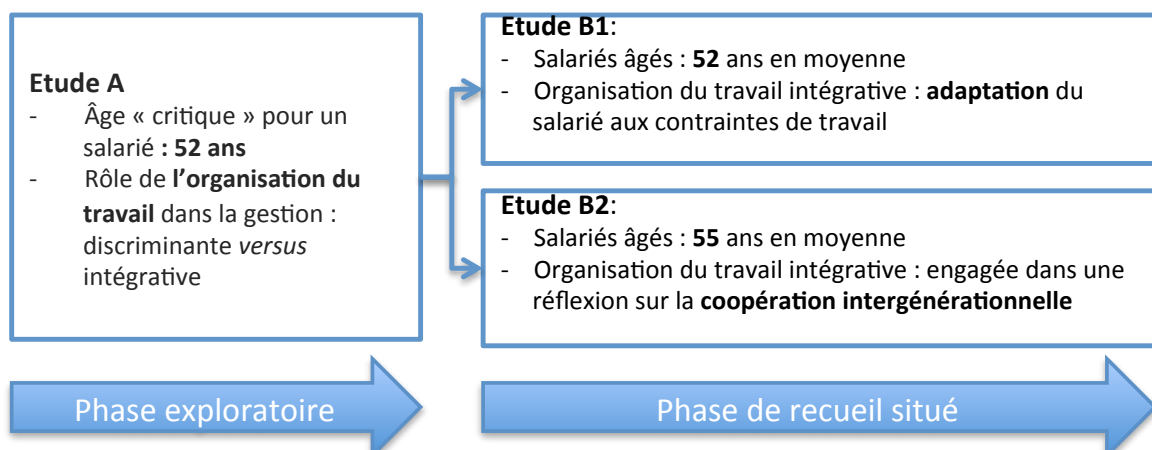 Etude A
- Âge « critique » pour un
salarié : 52 ans
- Rôle de l’organisation du
travail dans la gestion :
discriminante versus
intégrative
Etude B1:
- Salariés âgés : 52 ans en moyenne
- Organisation du travail intégrative : adaptation du
salarié aux contraintes de travail
Etude B2:
- Salariés âgés : 55 ans en moyenne
- Organisation du travail intégrative : engagée dans une
réflexion sur la coopération intergénérationnelle
Phase exploratoire
Phase de recueil situé